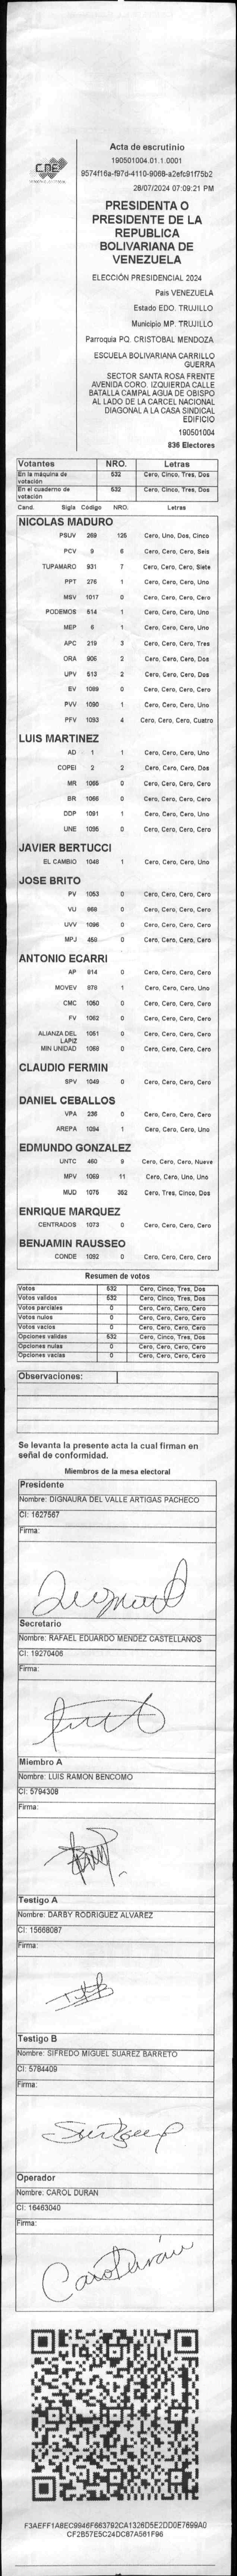 CNE
Acta de escrutinio
190501004.01.1.0001
9574f16a-f97d-4110-9068-a2efc91f75b2
28/07/2024 07:09:21 PM
PRESIDENTA O
PRESIDENTE DE LA
REPUBLICA
BOLIVARIANA DE
VENEZUELA
ELECCIÓN PRESIDENCIAL 2024
Pais VENEZUELA
Estado EDO. TRUJILLO
Municipio MP. TRUJILLO
Parroquia PQ. CRISTOBAL MENDOZA
ESCUELA BOLIVARIANA CARRILLO
GUERRA
SECTOR SANTA ROSA FRENTE
AVENIDA CORO. IZQUIERDA CALLE
BATALLA CAMPAL AGUA DE OBISPO
AL LADO DE LA CARCEL NACIONAL
DIAGONAL A LA CASA SINDICAL
EDIFICIO
190501004
836 Electores
Votantes NRO. Letras
En la máquina de votación 532 Cero, Cinco, Tres, Dos
En el cuaderno de votación 532 Cero, Cinco, Tres, Dos
Cand. Sigla Código NRO. Letras
NICOLAS MADURO
PSUV 269 125 Cero, Uno, Dos, Cinco
PCV 9 6 Cero, Cero, Cero, Seis
TUPAMARO 931 7 Cero, Cero, Cero, Siete
PPT 276 1 Cero, Cero, Cero, Uno
MSV 1017 0 Cero, Cero, Cero, Cero
PODEMOS 614 1 Cero, Cero, Cero, Uno
MEP 6 1 Cero, Cero, Cero, Uno
APC 219 3 Cero, Cero, Cero, Tres
ORA 906 2 Cero, Cero, Cero, Dos
UPV 513 2 Cero, Cero, Cero, Dos
EV 1089 0 Cero, Cero, Cero, Cero
PVV 1090 1 Cero, Cero, Cero, Uno
PFV 1093 4 Cero, Cero, Cero, Cuatro
LUIS MARTINEZ
AD 1 1 Cero, Cero, Cero, Uno
COPEI 2 2 Cero, Cero, Cero, Dos
MR 1065 0 Cero, Cero, Cero, Cero
BR 1066 0 Cero, Cero, Cero, Cero
DDP 1091 1 Cero, Cero, Cero, Uno
UNE 1095 0 Cero, Cero, Cero, Cero
JAVIER BERTUCCI
EL CAMBIO 1048 1 Cero, Cero, Cero, Uno
JOSE BRITO
PV 1053 0 Cero, Cero, Cero, Cero
VU 868 0 Cero, Cero, Cero, Cero
UVV 1096 0 Cero, Cero, Cero, Cero
MPJ 458 0 Cero, Cero, Cero, Cero
ANTONIO ECARRI
AP 814 0 Cero, Cero, Cero, Cero
MOVEV 878 1 Cero, Cero, Cero, Uno
CMC 1050 0 Cero, Cero, Cero, Cero
FV 1062 0 Cero, Cero, Cero, Cero
ALIANZA DEL LAPIZ 1051 0 Cero, Cero, Cero, Cero
MIN UNIDAD 1068 0 Cero, Cero, Cero, Cero
CLAUDIO FERMIN
SPV 1049 0 Cero, Cero, Cero, Cero
DANIEL CEBALLOS
VPA 236 0 Cero, Cero, Cero, Cero
AREPA 1094 1 Cero, Cero, Cero, Uno
EDMUNDO GONZALEZ
UNTC 460 9 Cero, Cero, Cero, Nueve
MPV 1069 11 Cero, Cero, Uno, Uno
MUD 1075 352 Cero, Tres, Cinco, Dos
ENRIQUE MARQUEZ
CENTRADOS 1073 0 Cero, Cero, Cero, Cero
BENJAMIN RAUSSEO
CONDE 1092 0 Cero, Cero, Cero, Cero
Resumen de votos
Votos 532 Cero, Cinco, Tres, Dos
Votos validos 532 Cero, Cinco, Tres, Dos
Votos parciales 0 Cero, Cero, Cero, Cero
Votos nulos 0 Cero, Cero, Cero, Cero
Votos vacios 0 Cero, Cero, Cero, Cero
Opciones validas 532 Cero, Cinco, Tres, Dos
Opciones nulas 0 Cero, Cero, Cero, Cero
Opciones vacias 0 Cero, Cero, Cero, Cero
Observaciones:
Se levanta la presente acta la cual firman en
señal de conformidad.
Miembros de la mesa electoral
Presidente
Nombre: DIGNAURA DEL VALLE ARTIGAS PACHECO
CI: 1627567
Firma:
Secretario
Nombre: RAFAEL EDUARDO MENDEZ CASTELLANOS
CI: 19270406
Firma:
Miembro A
Nombre: LUIS RAMON BENCOMO
CI: 5794308
Firma:
Testigo A
Nombre: DARBY RODRIGUEZ ALVAREZ
CI: 15668087
Firma:
Testigo B
Nombre: SIFREDO MIGUEL SUAREZ BARRETO
CI: 5784409
Firma:
Operador
Nombre: CAROL DURAN
CI: 16463040
Firma:
Carol Durán
F3AEFF1A8EC9946F663792CA1326D5E2DD0E7699A0
CF2B57E5C24DC87A561F96